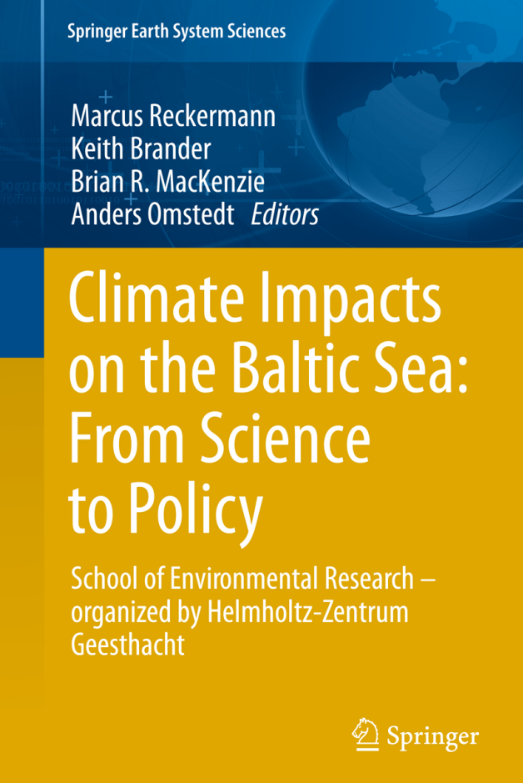 Springer Earth System Sciences
Marcus Reckermann
Keith Brander
Brian R. MacKenzie
Anders Omstedt Editors
Climate Impacts
on the Baltic Sea:
From Science
to Policy
School of Environmental Research –
organized by Helmholtz-Zentrum
Geesthacht
Springer